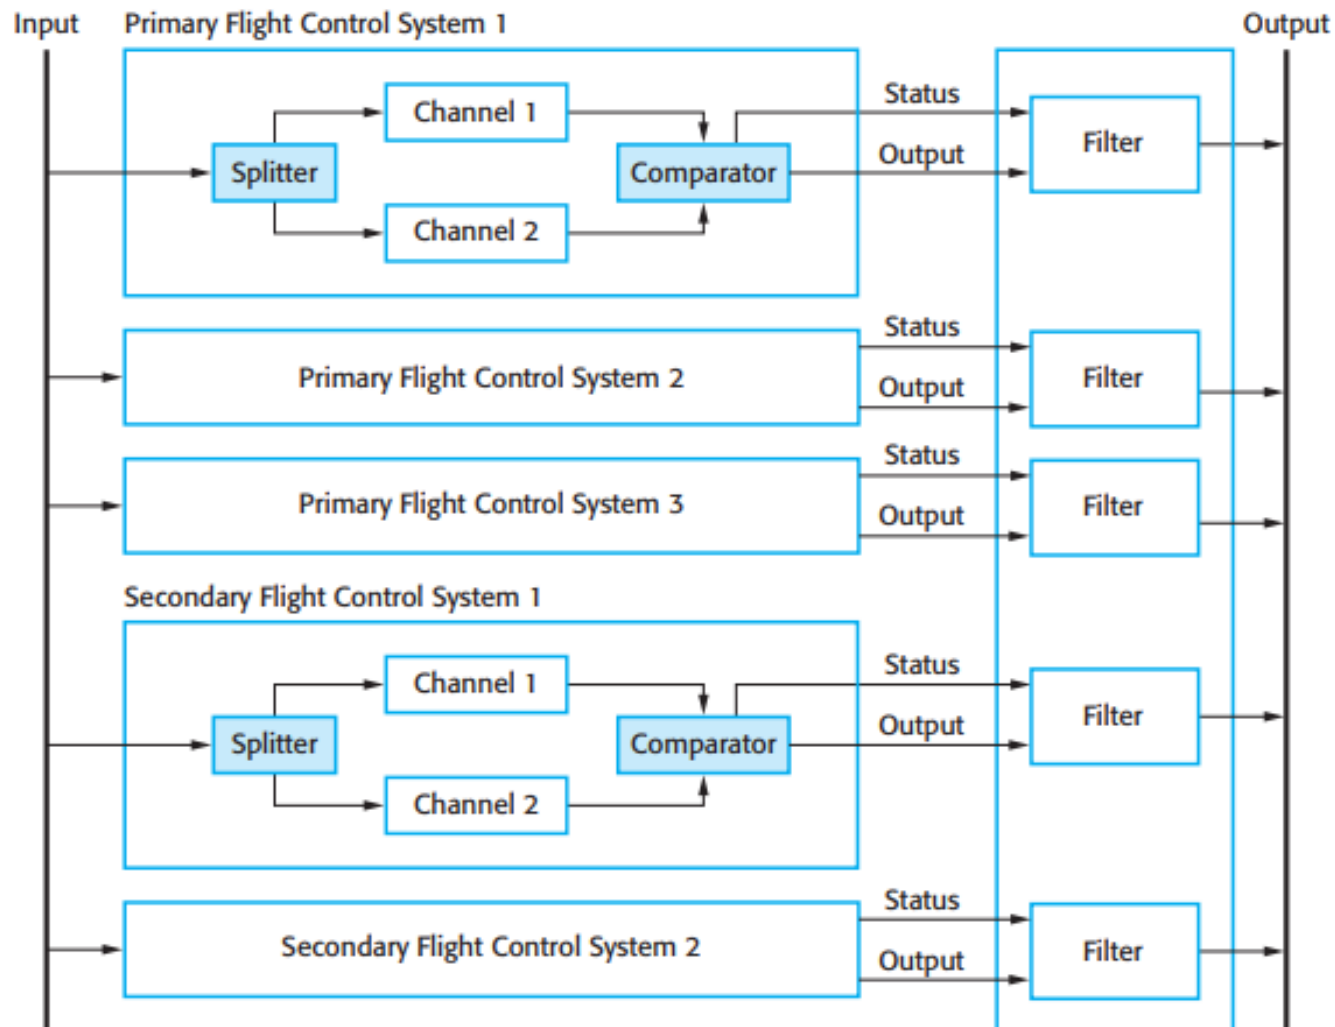 Input
Primary Flight Control System 1
Output
Channel 1
Status
Splitter
Comparator
Output
Filter
Channel 2
Primary Flight Control System 2
Status
Output
Filter
Primary Flight Control System 3
Status
Output
Filter
Secondary Flight Control System 1
Channel 1
Status
Splitter
Comparator
Output
Filter
Channel 2
Secondary Flight Control System 2
Status
Output
Filter